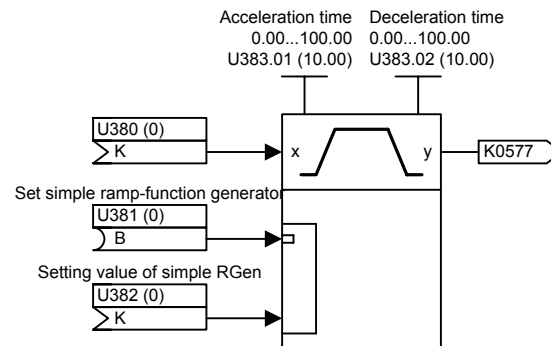 Acceleration time
0.00...100.00
U383.01 (10.00)
Deceleration time
0.00...100.00
U383.02 (10.00)
U380 (0)
K
x
y
K0577
Set simple ramp-function generator
U381 (0)
B
Setting value of simple RGen
U382 (0)
K